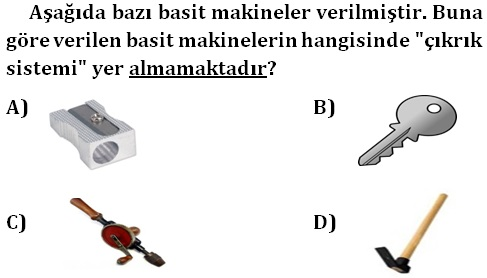 Aşağıda bazı basit makineler verilmiştir. Buna
göre verilen basit makinelerin hangisinde "çıkrık
sistemi" yer almamaktadır?
A)
B)
C)
D)